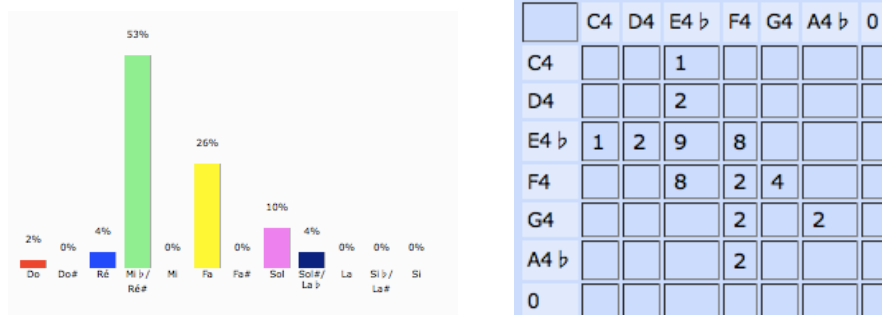 53%
26%
10%
4%
4%
2%
0%
0%
0%
0%
0%
0%
Do Do# Ré Mi ♭/ Ré# Mi Fa Fa# Sol Sol#/ La ♭ La Si ♭/ La# Si
C4 D4 E4 ♭ F4 G4 A4 ♭ 0
C4 1
D4 2
E4 ♭ 1 2 9 8
F4 8 2 4
G4 2 2
A4 ♭ 2
0